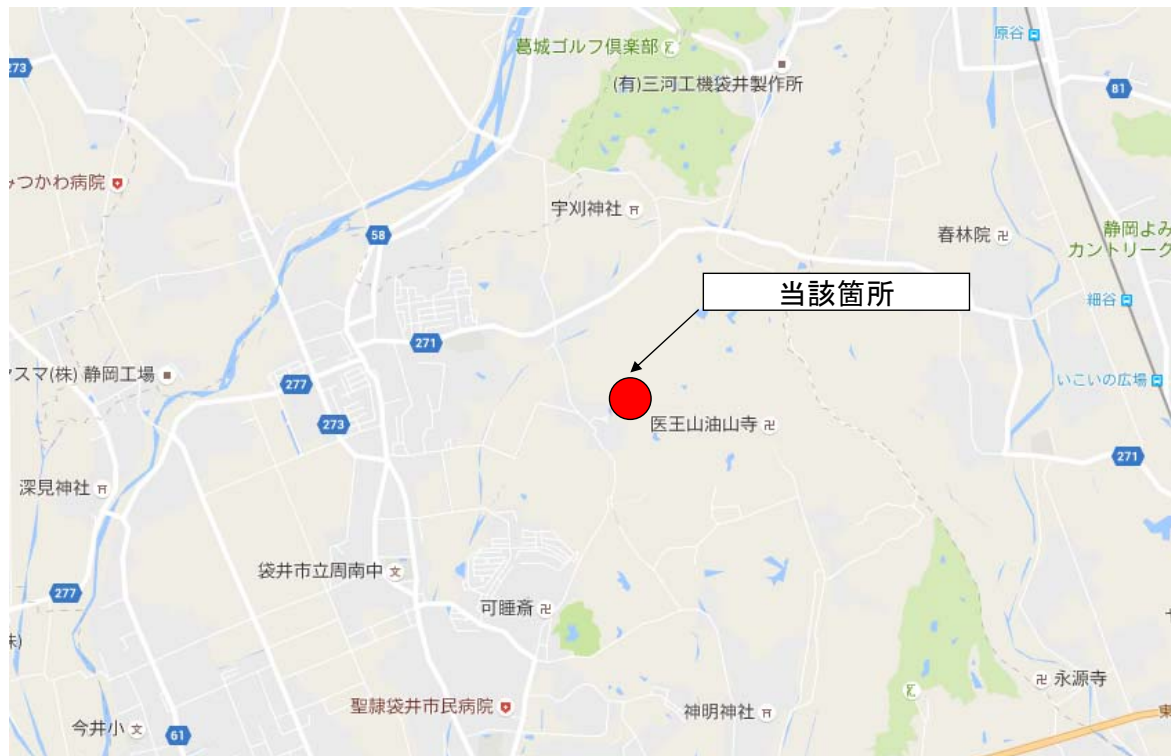 葛城ゴルフ倶楽部
原谷
273
(有)三河工機袋井製作所
81
みつかわ病院
宇刈神社
58
春林院
静岡よみ
カントリーク
当該箇所
細谷
271
スマ(株) 静岡工場
277
いこいの広場
273
医王山油山寺
271
深見神社
袋井市立周南中
277
可睡斎
株)
永源寺
聖隷袋井市民病院
神明神社
東
今井小
61